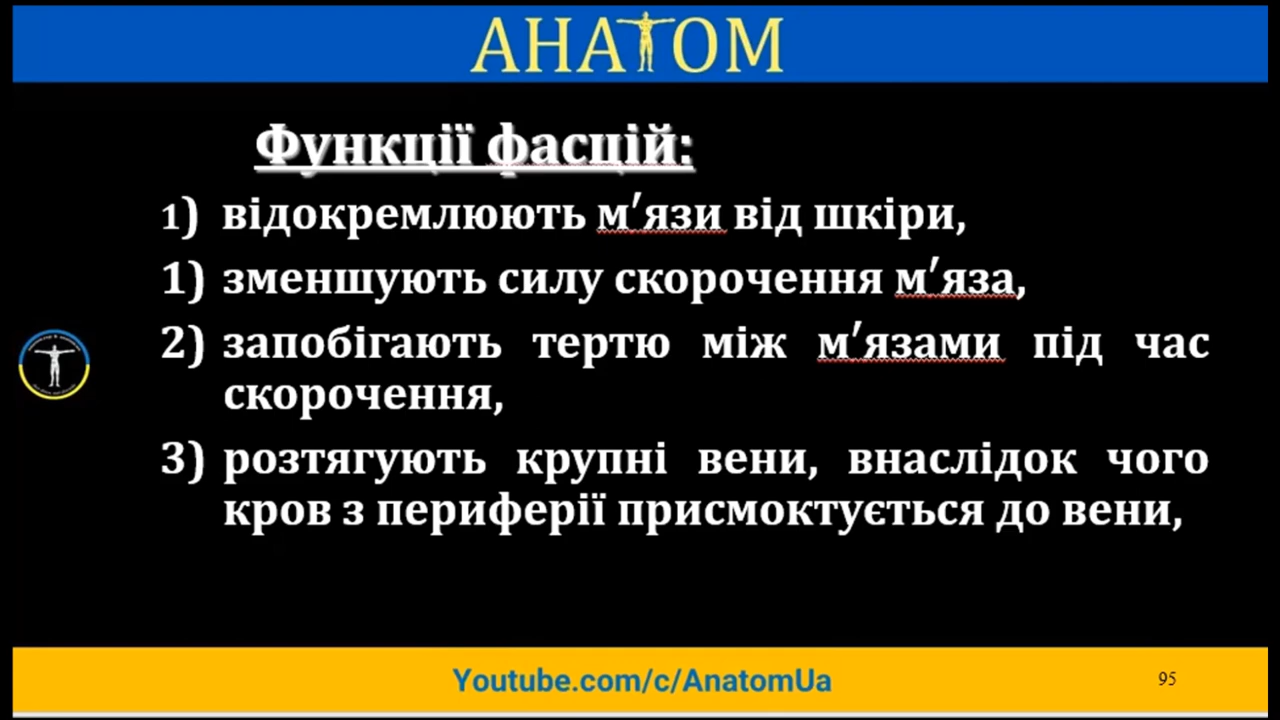 АНАТОМ
Функції фасцій:
1) відокремлюють м′язи від шкіри,
1) зменшують силу скорочення м′яза,
2) запобігають тертю між м′язами під час
скорочення,
3) розтягують крупні вени, внаслідок чого
кров з периферії присмоктується до вени,
Youtube.com/c/AnatomUa
95